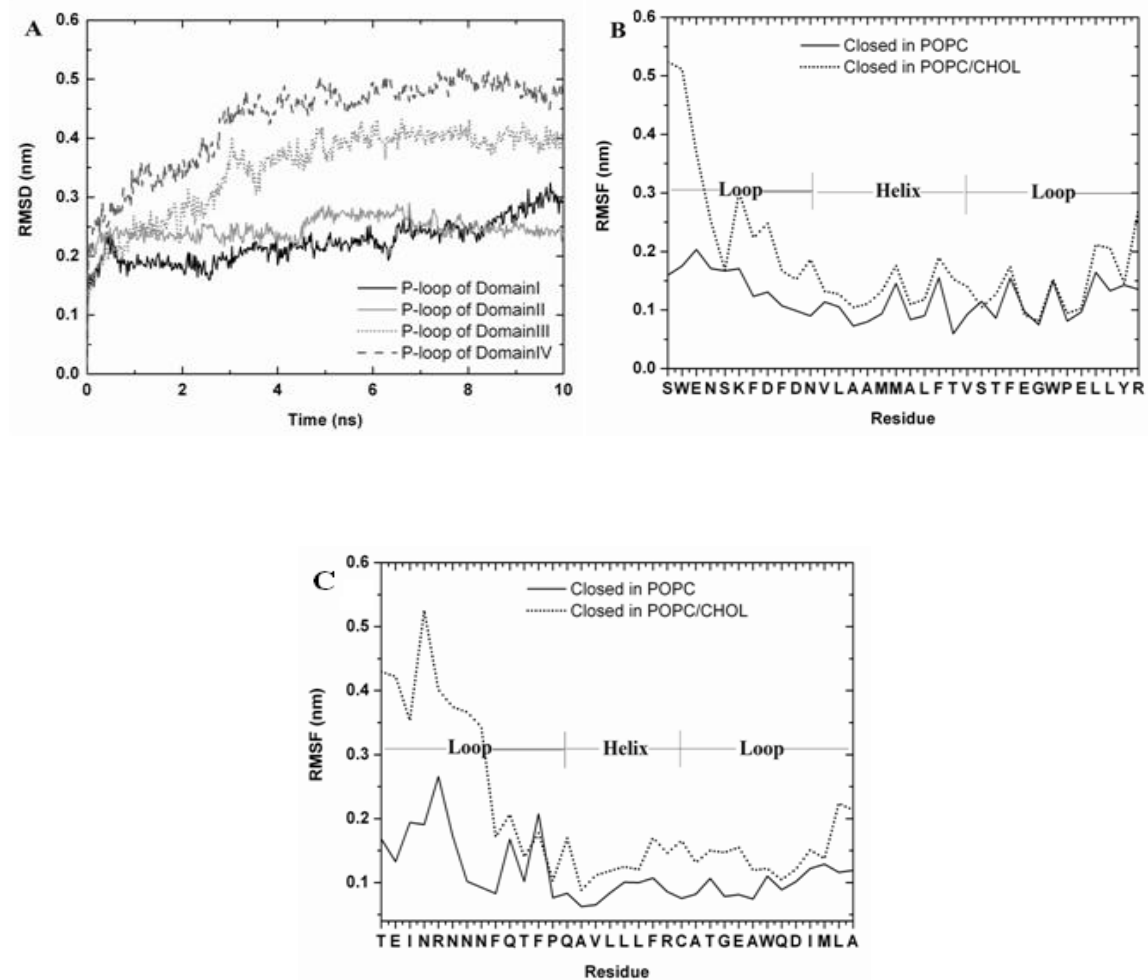 A
RMSD (nm)
0.6
0.5
0.4
0.3
0.2
0.1
0.0
P-loop of DomainI
P-loop of DomainII
P-loop of DomainIII
P-loop of DomainIV
0 2 4 6 8 10
Time (ns)
B
RMSF (nm)
0.6
0.5
0.4
0.3
0.2
0.1
0.0
Closed in POPC
Closed in POPC/CHOL
Loop Helix Loop
SWENSKFDFDNVLAAMMALFTVSTFEGWPELLYR
Residue
C
RMSF (nm)
0.6
0.5
0.4
0.3
0.2
0.1
Closed in POPC
Closed in POPC/CHOL
Loop Helix Loop
TEINRNNNFQTFPQAVLLLFRCATGEAWQDIMLA
Residue